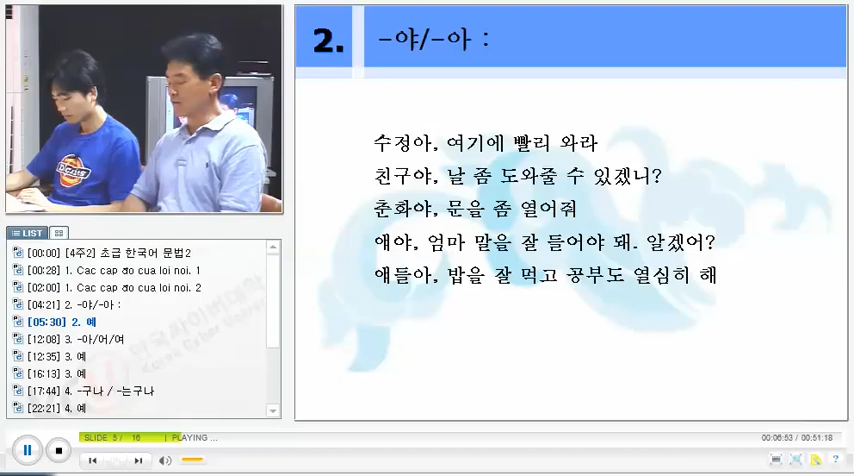 2. -야/-아 :
수정아, 여기에 빨리 와라
친구야, 날 좀 도와줄 수 있겠니?
춘화야, 문을 좀 열어줘
얘야, 엄마 말을 잘 들어야 돼. 알겠어?
얘들아, 밥을 잘 먹고 공부도 열심히 해
LIST
[00:00] [4주2] 초급 한국어 문법2
[00:28] 1. Cac cap đo cua loi noi. 1
[02:00] 1. Cac cap đo cua loi noi. 2
[04:21] 2. -야/-아 :
[05:30] 2. 예
[12:08] 3. -아/어/여
[12:35] 3. 예
[16:13] 3. 예
[17:44] 4. -구나 / -는구나
[22:21] 4. 예
SLIDE 5 / 16 | PLAYING ...
00:06:53 / 00:51:18